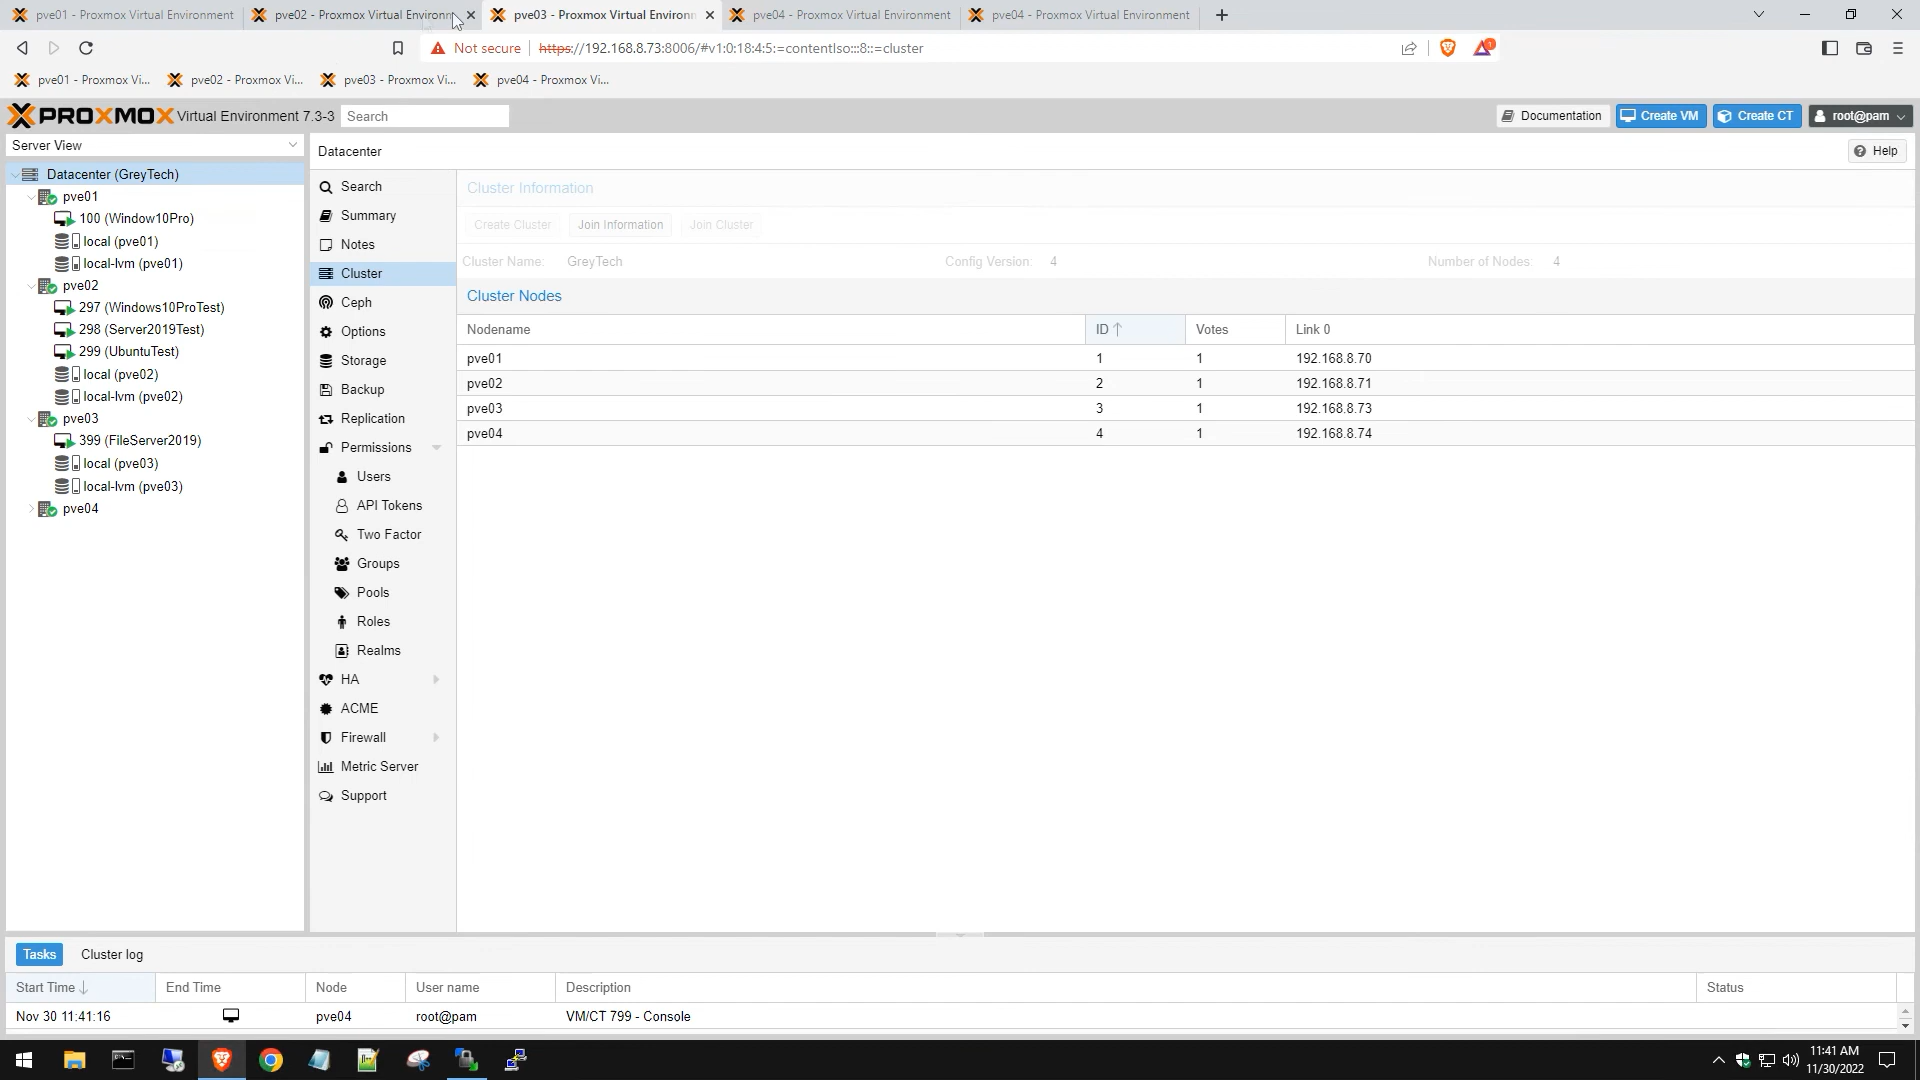 pve01 - Proxmox Virtual Environment
pve02 - Proxmox Virtual Environm
pve03 - Proxmox Virtual Environm
pve04 - Proxmox Virtual Environment
pve04 - Proxmox Virtual Environment
Not secure
https://192.168.8.73:8006/#v1:0:18:4:5:=contentIso:::8::=cluster
1
pve01 - Proxmox Vi...
pve02 - Proxmox Vi...
pve03 - Proxmox Vi...
pve04 - Proxmox Vi...
PROXMOX Virtual Environment 7.3-3
Search
Documentation
Create VM
Create CT
root@pam
Server View
Datacenter (GreyTech)
pve01
100 (Window10Pro)
local (pve01)
local-lvm (pve01)
pve02
297 (Windows10ProTest)
298 (Server2019Test)
299 (UbuntuTest)
local (pve02)
local-lvm (pve02)
pve03
399 (FileServer2019)
local (pve03)
local-lvm (pve03)
pve04
Datacenter
Help
Search
Summary
Notes
Cluster
Ceph
Options
Storage
Backup
Replication
Permissions
Users
API Tokens
Two Factor
Groups
Pools
Roles
Realms
HA
ACME
Firewall
Metric Server
Support
Cluster Information
Create Cluster
Join Information
Join Cluster
Cluster Name: GreyTech
Config Version: 4
Number of Nodes: 4
Cluster Nodes
Nodename ID Votes Link 0
pve01 1 1 192.168.8.70
pve02 2 1 192.168.8.71
pve03 3 1 192.168.8.73
pve04 4 1 192.168.8.74
Tasks
Cluster log
Start Time End Time Node User name Description Status
Nov 30 11:41:16 pve04 root@pam VM/CT 799 - Console
11:41 AM
11/30/2022